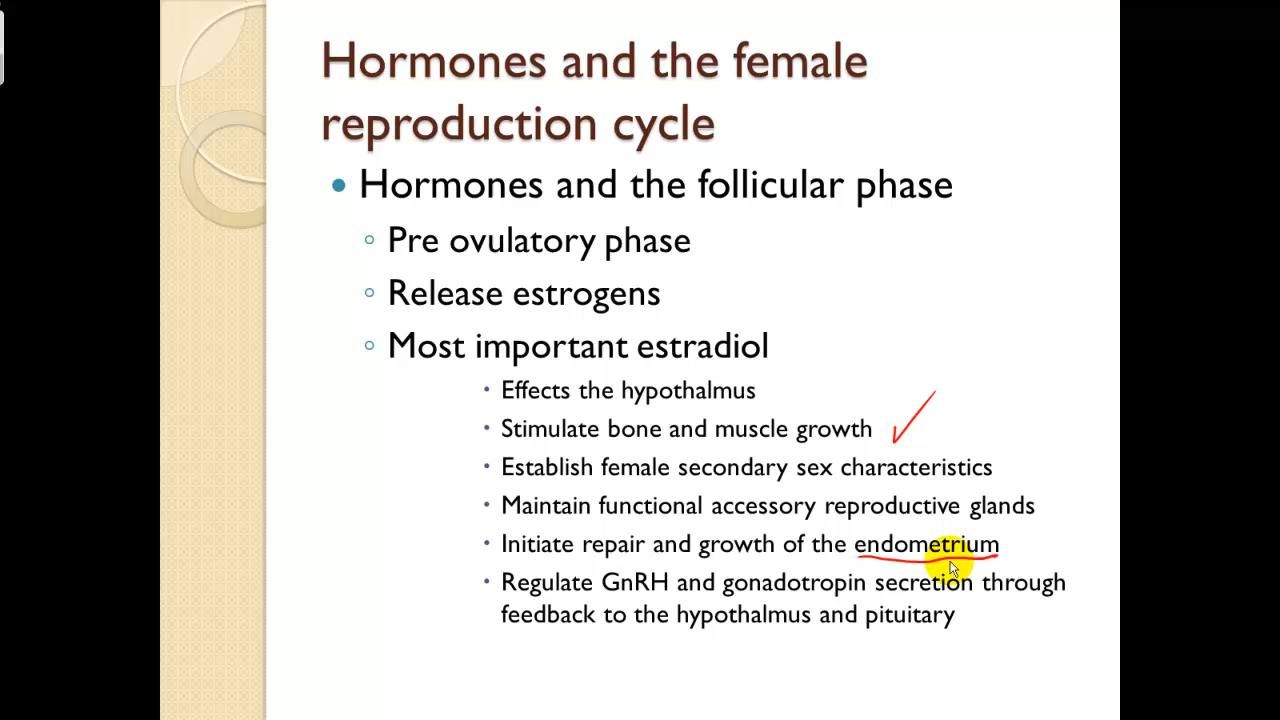 Hormones and the female
reproduction cycle
• Hormones and the follicular phase
◦ Pre ovulatory phase
◦ Release estrogens
◦ Most important estradiol
• Effects the hypothalmus
• Stimulate bone and muscle growth
• Establish female secondary sex characteristics
• Maintain functional accessory reproductive glands
• Initiate repair and growth of the endometrium
• Regulate GnRH and gonadotropin secretion through
feedback to the hypothalmus and pituitary